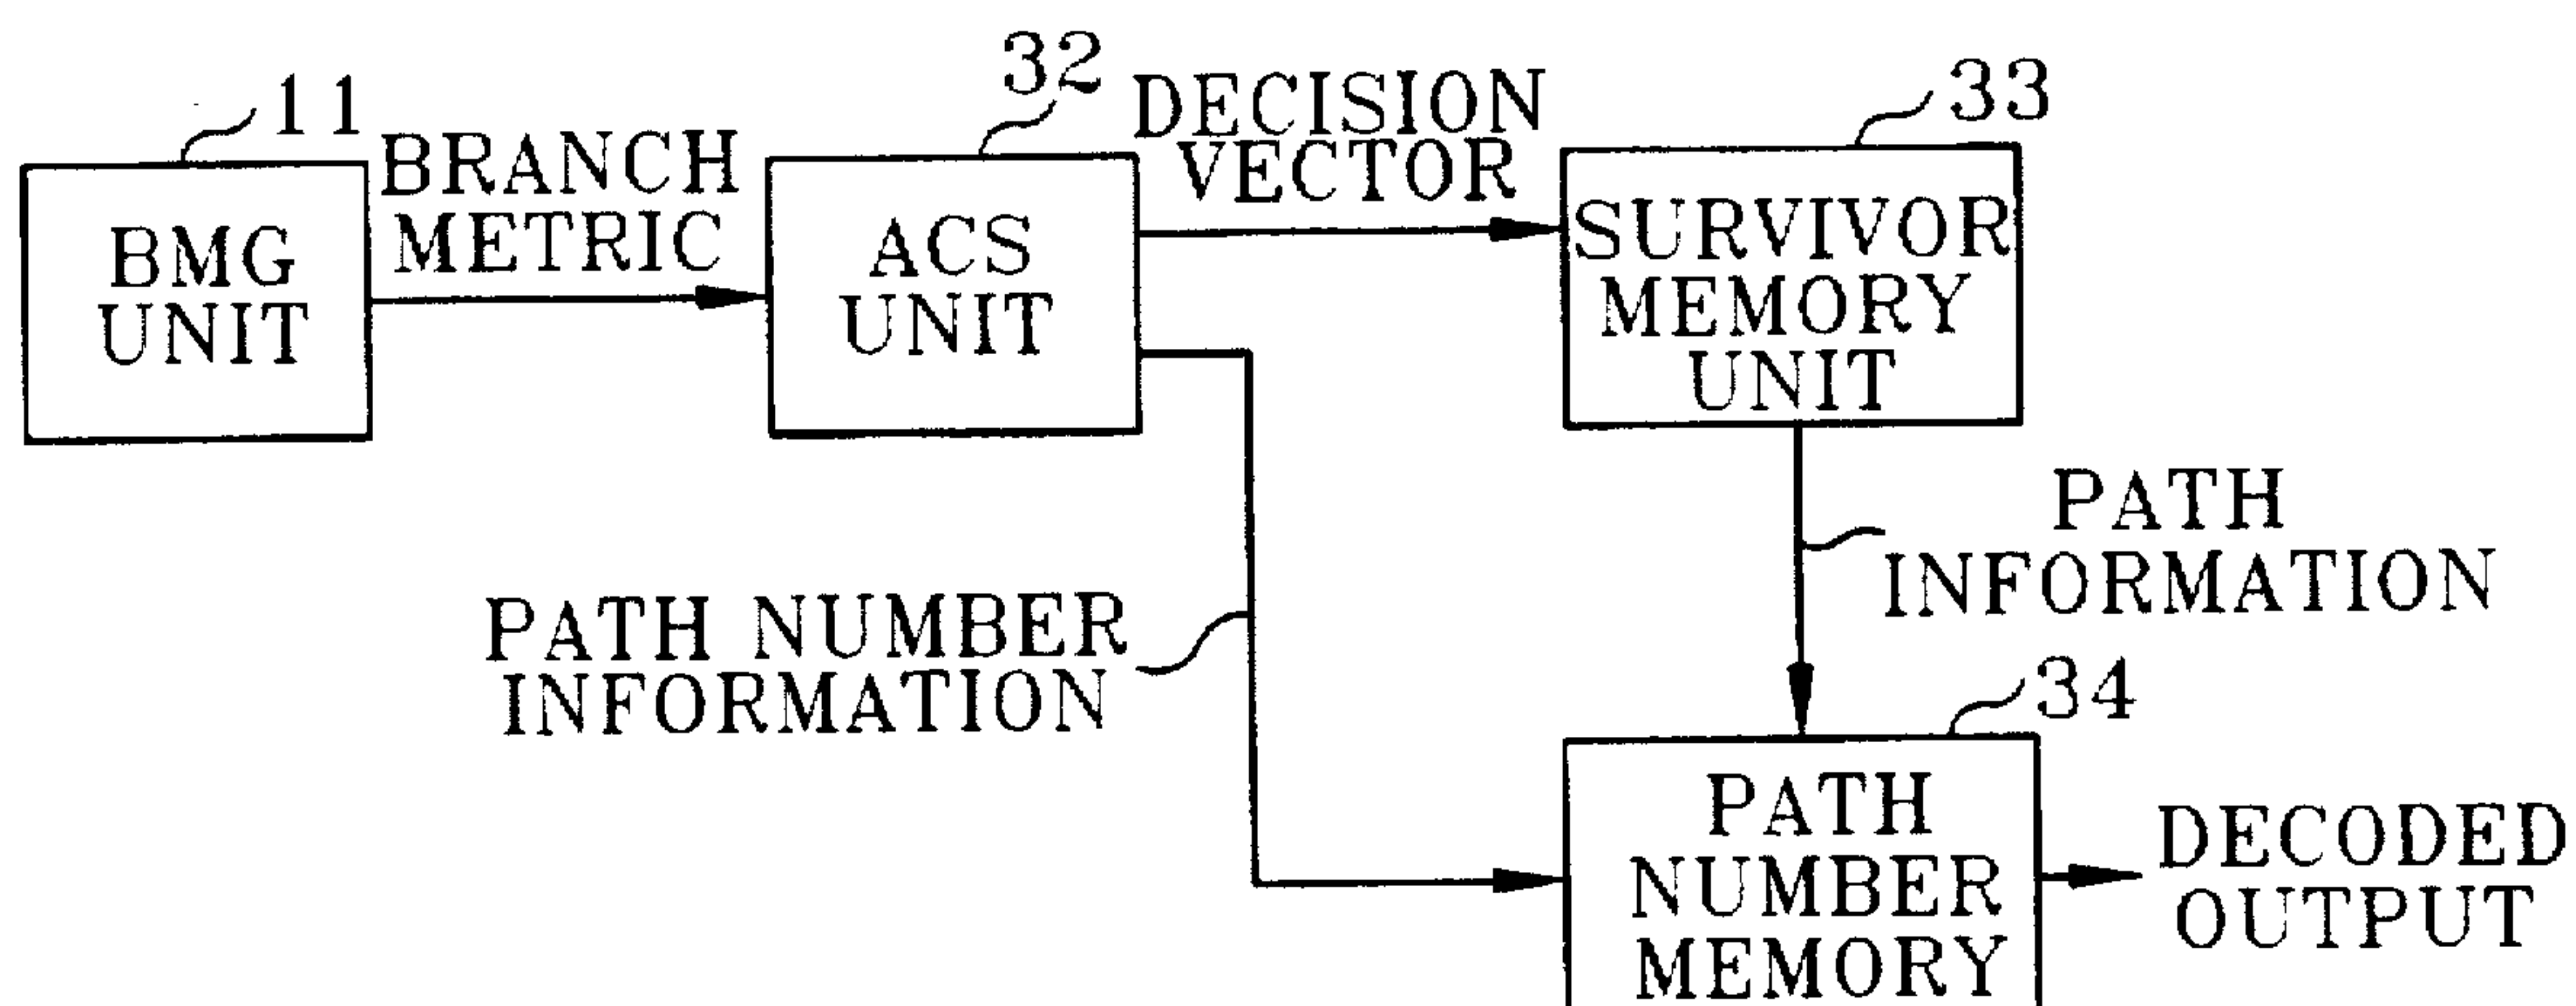 11
BMG
UNIT
BRANCH
METRIC
32
ACS
UNIT
DECISION
VECTOR
33
SURVIVOR
MEMORY
UNIT
PATH
INFORMATION
PATH NUMBER
INFORMATION
34
PATH
NUMBER
MEMORY
DECODED
OUTPUT